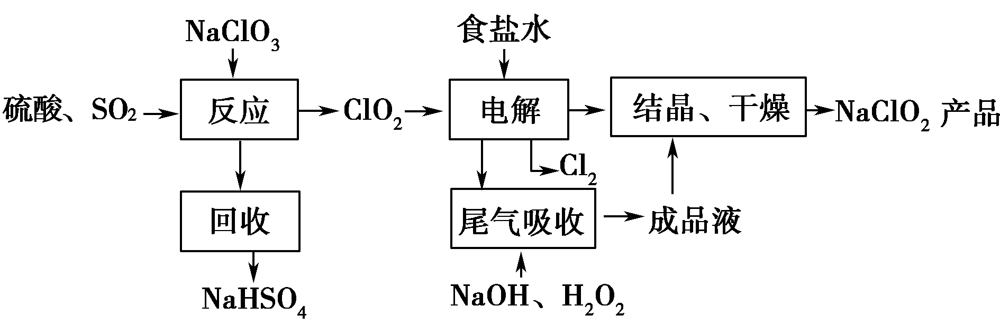 NaClO₃
食盐水
硫酸、SO₂
反应
ClO₂
电解
结晶、干燥
NaClO₂ 产品
Cl₂
回收
尾气吸收
成品液
NaHSO₄
NaOH、H₂O₂